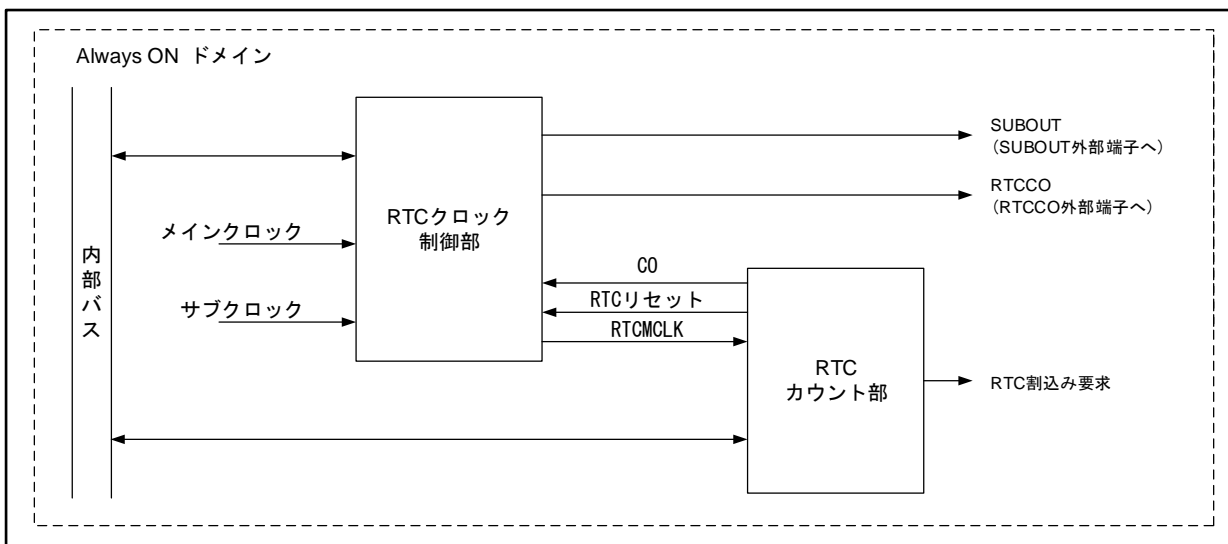 Always ON ドメイン
内部バス
メインクロック
サブクロック
RTCクロック
制御部
SUBOUT
(SUBOUT外部端子へ)
RTCCO
(RTCCO外部端子へ)
CO
RTCリセット
RTCMCLK
RTC
カウント部
RTC割込み要求